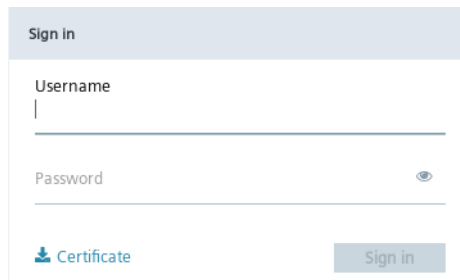 Sign in
Username
Password
Certificate
Sign in